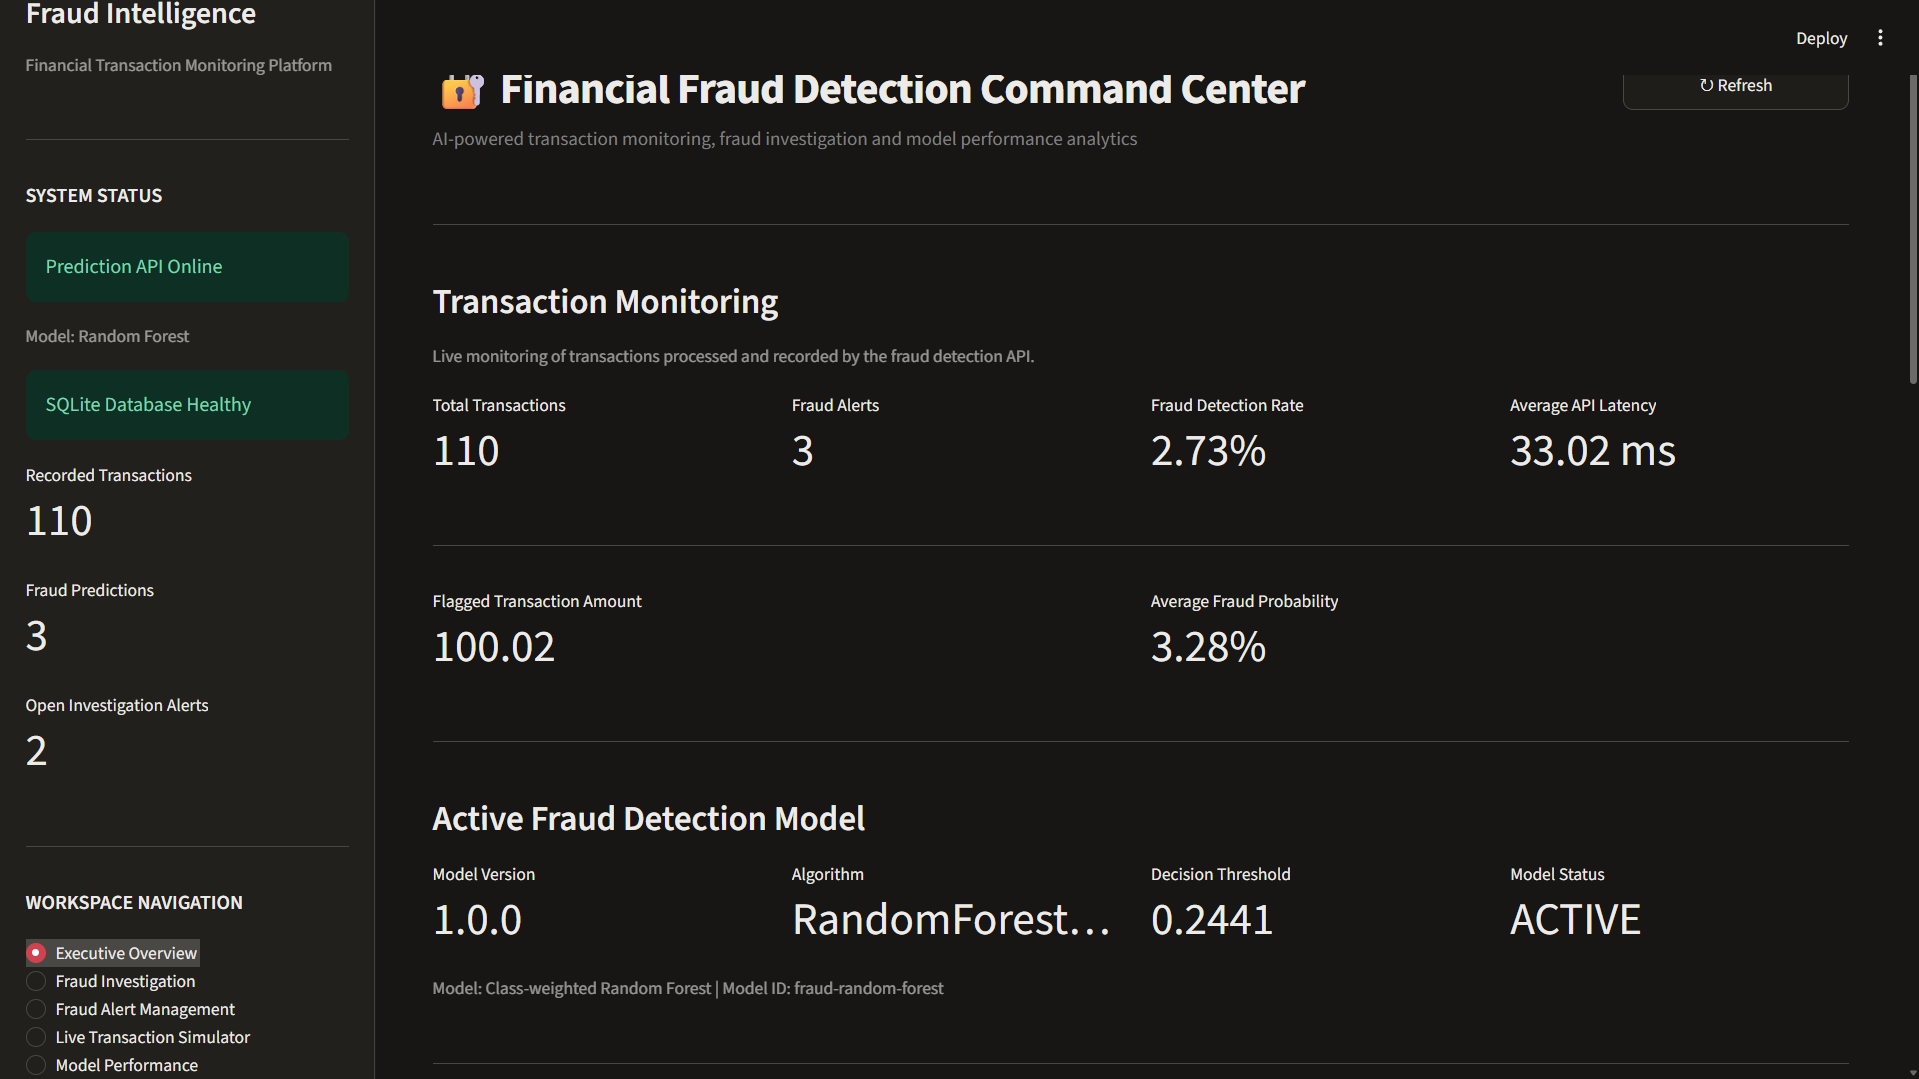 Fraud Intelligence
Financial Transaction Monitoring Platform
SYSTEM STATUS
Prediction API Online
Model: Random Forest
SQLite Database Healthy
Recorded Transactions
110
Fraud Predictions
3
Open Investigation Alerts
2
WORKSPACE NAVIGATION
Executive Overview
Fraud Investigation
Fraud Alert Management
Live Transaction Simulator
Model Performance
Deploy
Financial Fraud Detection Command Center
↻ Refresh
AI-powered transaction monitoring, fraud investigation and model performance analytics
Transaction Monitoring
Live monitoring of transactions processed and recorded by the fraud detection API.
Total Transactions
110
Fraud Alerts
3
Fraud Detection Rate
2.73%
Average API Latency
33.02 ms
Flagged Transaction Amount
100.02
Average Fraud Probability
3.28%
Active Fraud Detection Model
Model Version
1.0.0
Algorithm
RandomForest...
Decision Threshold
0.2441
Model Status
ACTIVE
Model: Class-weighted Random Forest | Model ID: fraud-random-forest